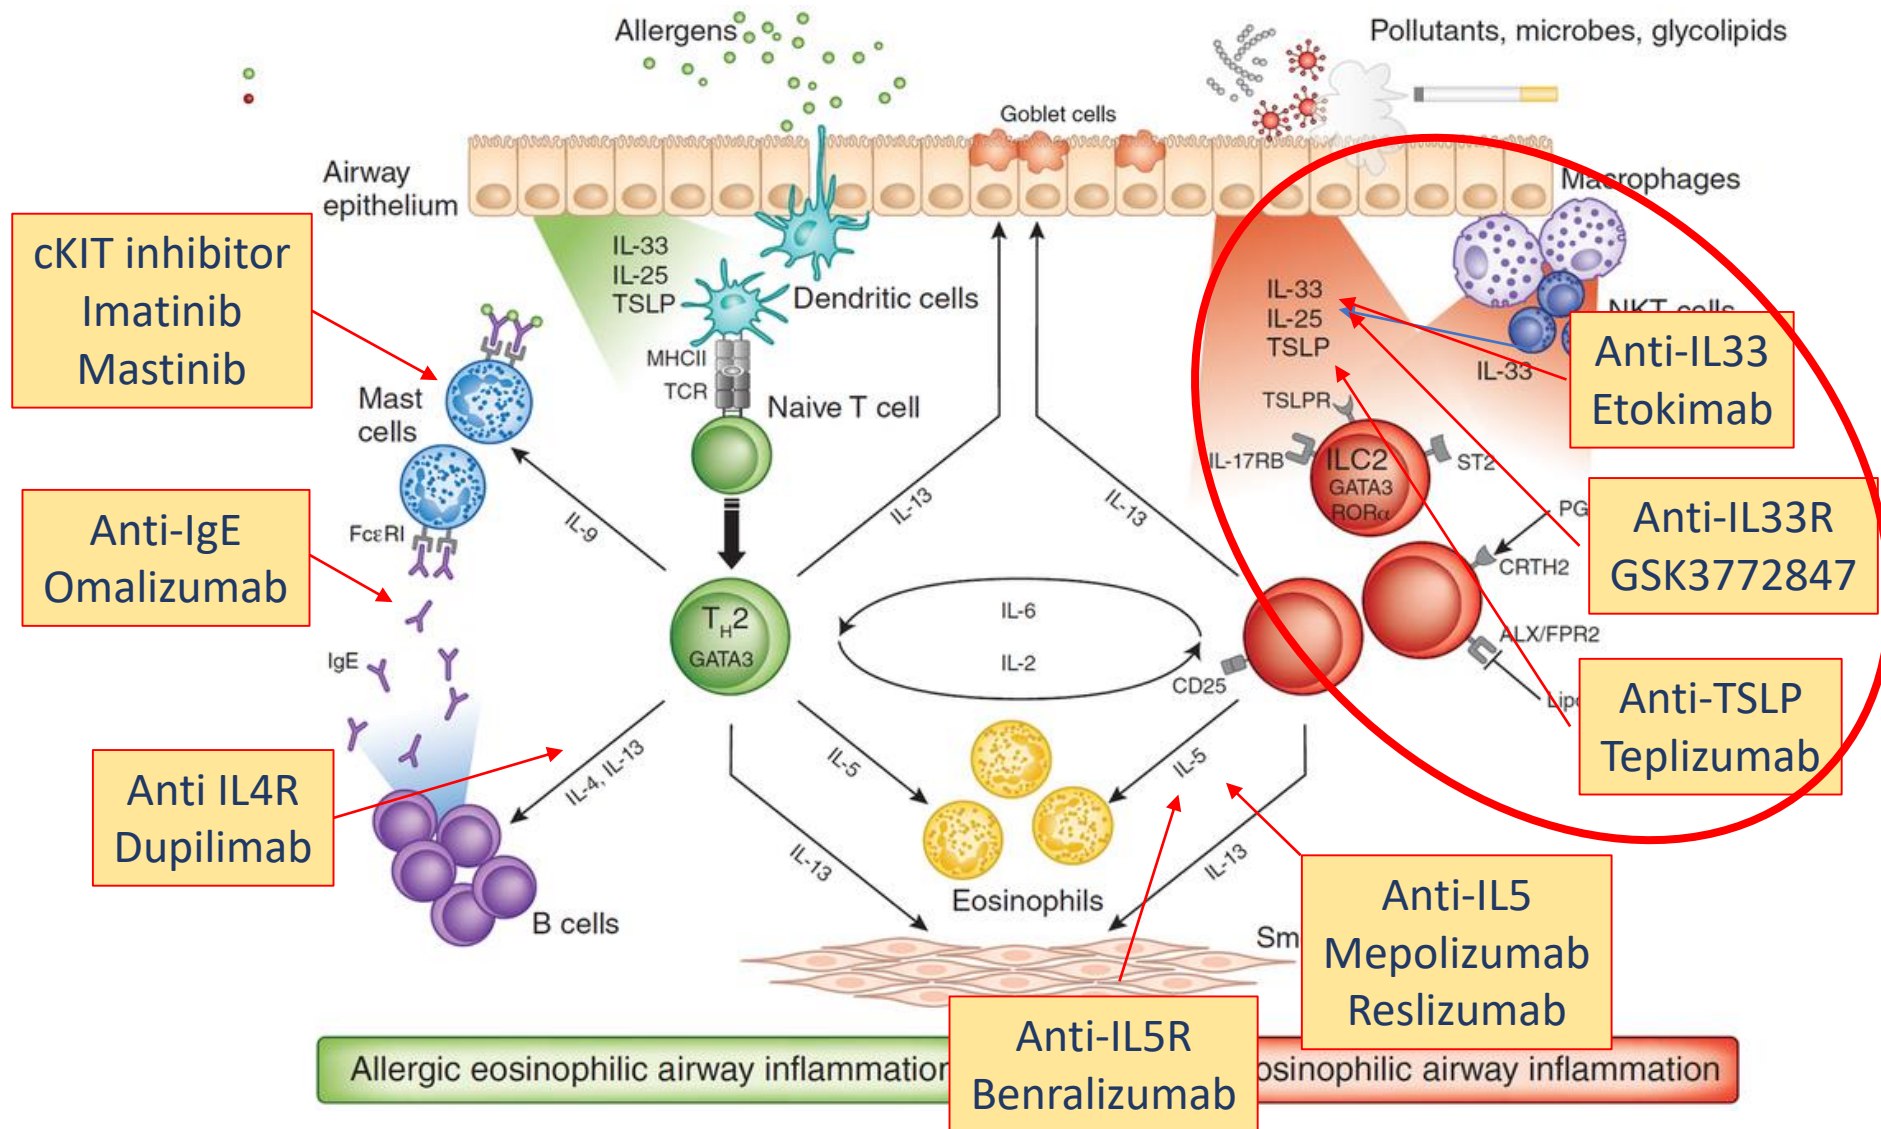 Allergens
Pollutants, microbes, glycolipids
Goblet cells
Airway
epithelium
Macrophages
cKIT inhibitor
Imatinib
Mastinib
IL-33
IL-25
TSLP
Dendritic cells
IL-33
IL-25
TSLP
NKT cells
IL-33
Anti-IL33
Etokimab
MHCII
TCR
Mast
cells
Naive T cell
TSLPR
IL-17RB
ILC2
GATA3
RORα
ST2
Anti-IgE
Omalizumab
FcεRI
IL-9
IL-13
IL-13
PG
CRTH2
Anti-IL33R
GSK3772847
IgE
TH2
GATA3
IL-6
IL-2
CD25
ALX/FPR2
Lipo
Anti-TSLP
Teplizumab
Anti IL4R
Dupilimab
IL-4, IL-13
IL-5
IL-5
IL-13
IL-13
B cells
Eosinophils
Sm
Anti-IL5
Mepolizumab
Reslizumab
Anti-IL5R
Benralizumab
Allergic eosinophilic airway inflammation
osinophilic airway inflammation